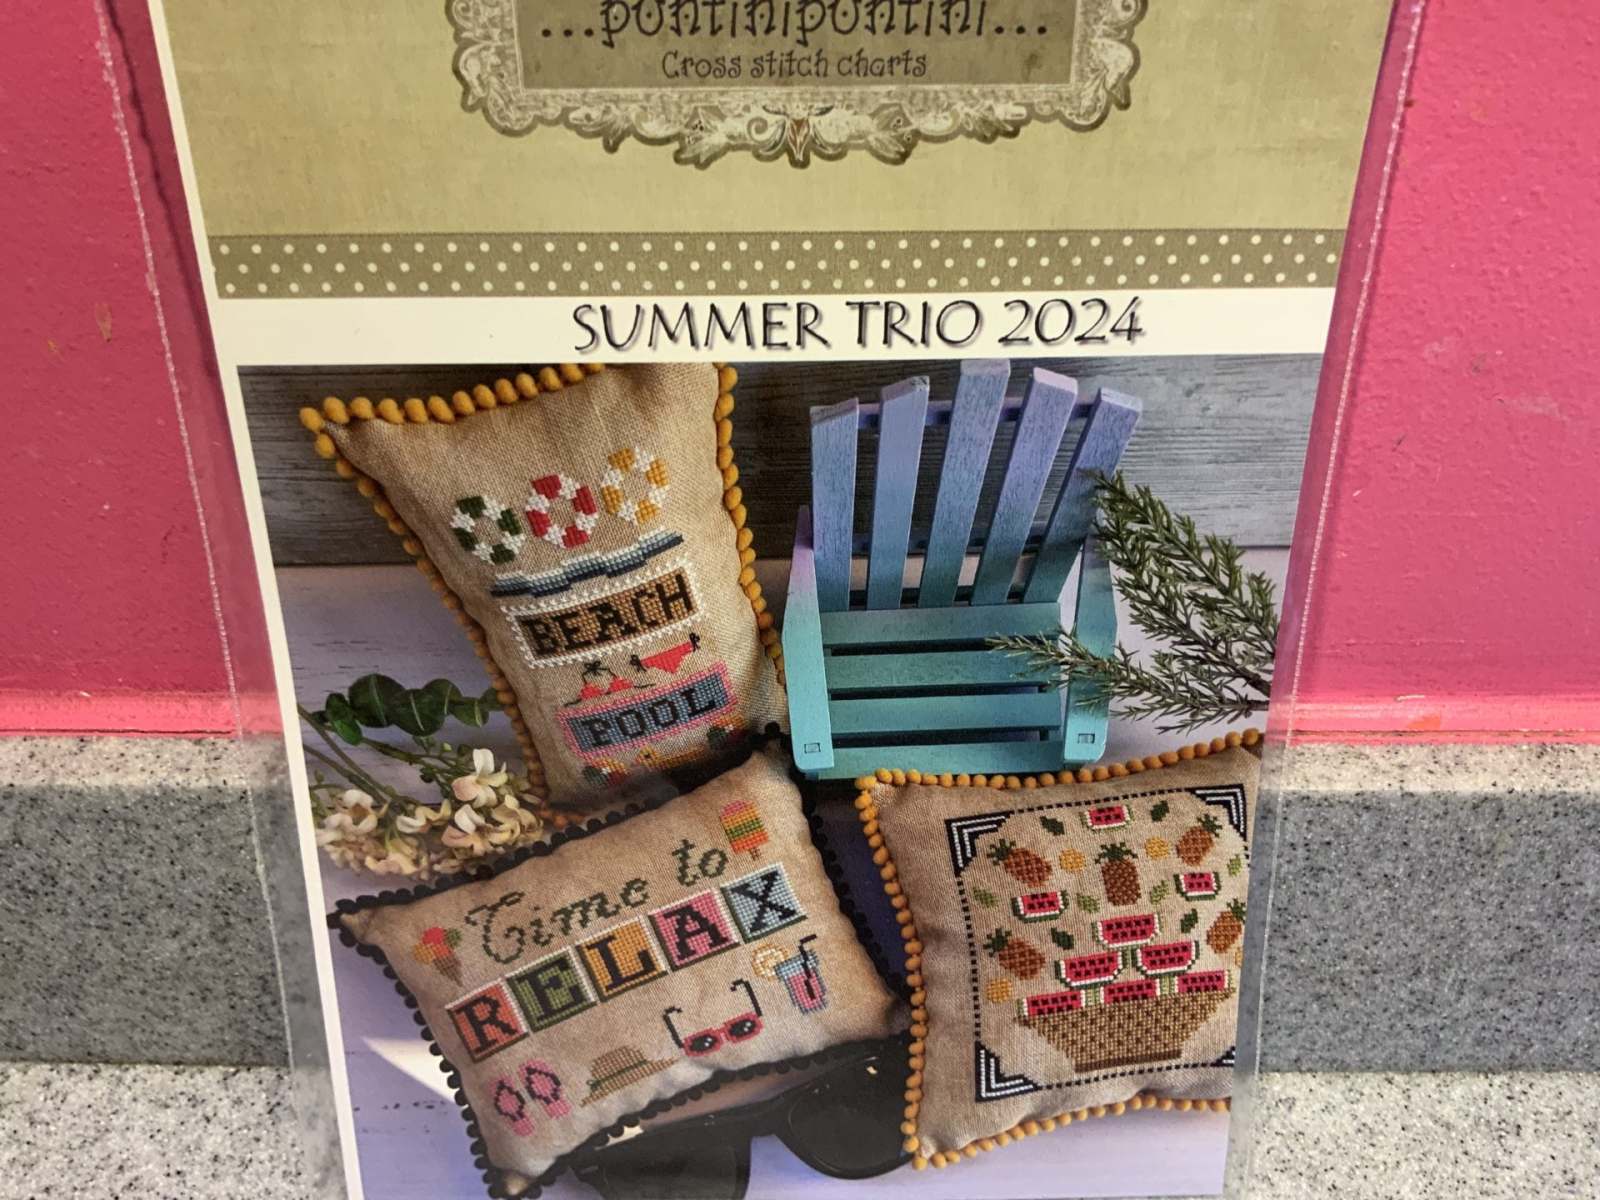 ...puntinipuntini...
Cross stitch charts
SUMMER TRIO 2024
BEACH
POOL
Time to
RELAX